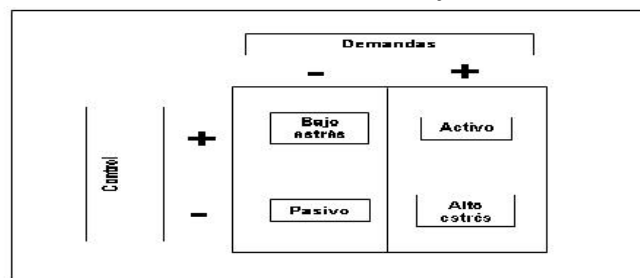 Demandas
− +
Bajo
estrés
Activo
+
Control
−
Pasivo
Alto
estrés